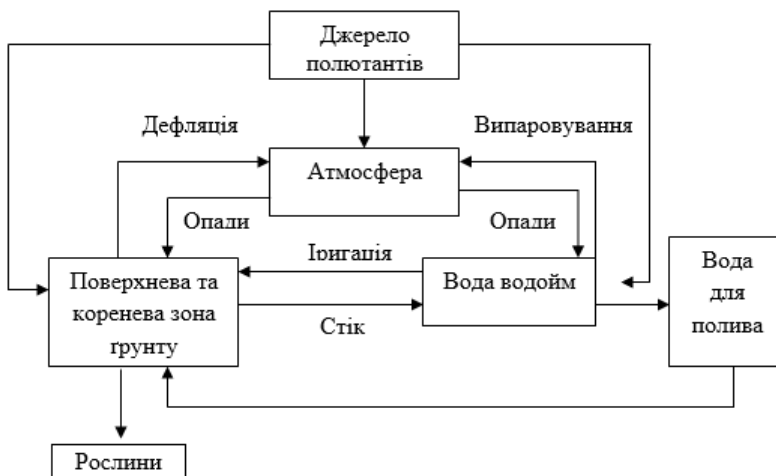 Джерело
полютантів
Дефляція
Випаровування
Атмосфера
Опади
Опади
Іригація
Поверхнева та
коренева зона
ґрунту
Вода водойм
Вода
для
полива
Стік
Рослини